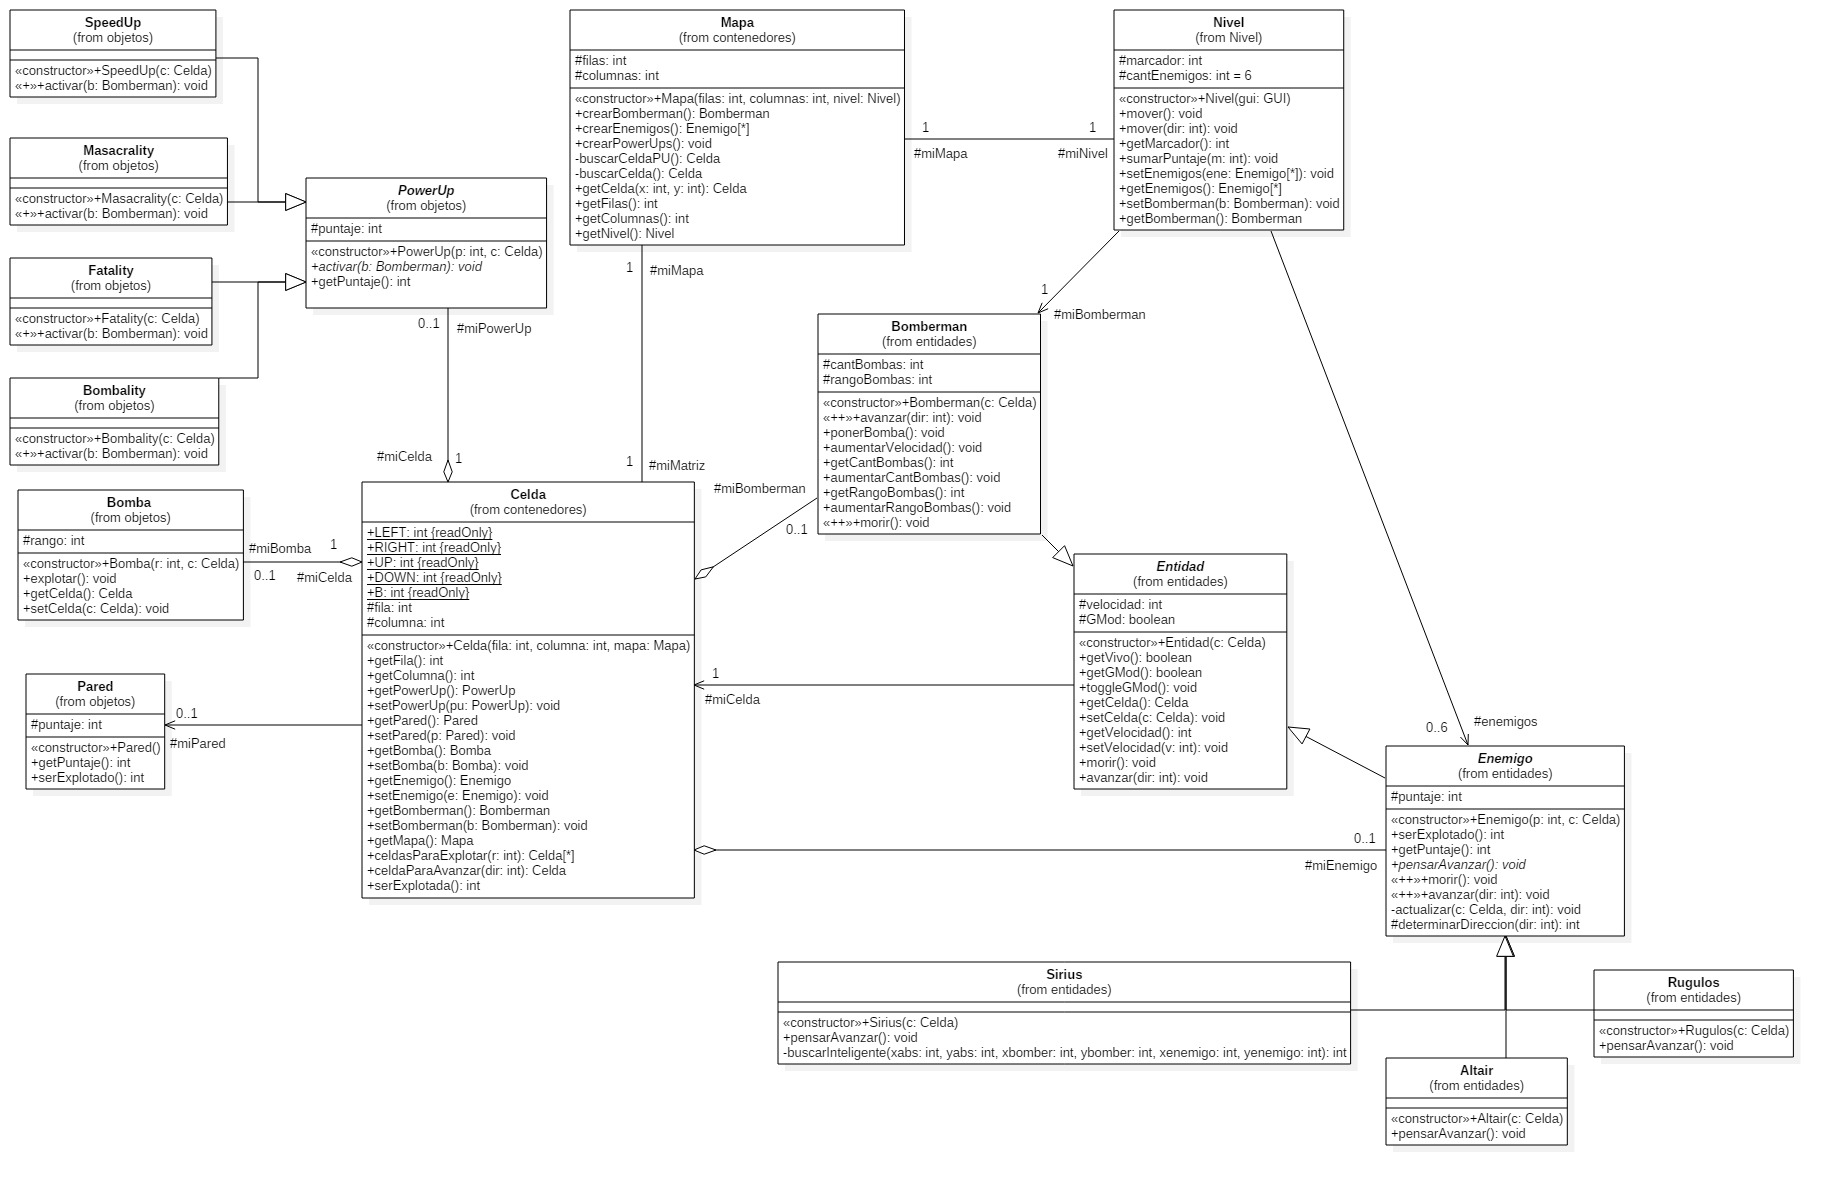 SpeedUp
(from objetos)
«constructor»+SpeedUp(c: Celda)
«+»+activar(b: Bomberman): void
Masacrality
(from objetos)
«constructor»+Masacrality(c: Celda)
«+»+activar(b: Bomberman): void
Fatality
(from objetos)
«constructor»+Fatality(c: Celda)
«+»+activar(b: Bomberman): void
Bombality
(from objetos)
«constructor»+Bombality(c: Celda)
«+»+activar(b: Bomberman): void
PowerUp
(from objetos)
#puntaje: int
«constructor»+PowerUp(p: int, c: Celda)
+activar(b: Bomberman): void
+getPuntaje(): int
0..1
#miPowerUp
#miCelda
1
Mapa
(from contenedores)
#filas: int
#columnas: int
«constructor»+Mapa(filas: int, columnas: int, nivel: Nivel)
+crearBomberman(): Bomberman
+crearEnemigos(): Enemigo[*]
+crearPowerUps(): void
-buscarCeldaPU(): Celda
-buscarCelda(): Celda
+getCelda(x: int, y: int): Celda
+getFilas(): int
+getColumnas(): int
+getNivel(): Nivel
1
#miMapa
1
#miNivel
1
#miMapa
1
#miMatriz
Nivel
(from Nivel)
#marcador: int
#cantEnemigos: int = 6
«constructor»+Nivel(gui: GUI)
+mover(): void
+mover(dir: int): void
+getMarcador(): int
+sumarPuntaje(m: int): void
+setEnemigos(ene: Enemigo[*]): void
+getEnemigos(): Enemigo[*]
+setBomberman(b: Bomberman): void
+getBomberman(): Bomberman
1
#miBomberman
Bomberman
(from entidades)
#cantBombas: int
#rangoBombas: int
«constructor»+Bomberman(c: Celda)
«++»+avanzar(dir: int): void
+ponerBomba(): void
+aumentarVelocidad(): void
+getCantBombas(): int
+aumentarCantBombas(): void
+getRangoBombas(): int
+aumentarRangoBombas(): void
«++»+morir(): void
#miBomberman
0..1
Bomba
(from objetos)
#rango: int
«constructor»+Bomba(r: int, c: Celda)
+explotar(): void
+getCelda(): Celda
+setCelda(c: Celda): void
#miBomba
1
0..1
#miCelda
Celda
(from contenedores)
+LEFT: int {readOnly}
+RIGHT: int {readOnly}
+UP: int {readOnly}
+DOWN: int {readOnly}
+B: int {readOnly}
#fila: int
#columna: int
«constructor»+Celda(fila: int, columna: int, mapa: Mapa)
+getFila(): int
+getColumna(): int
+getPowerUp(): PowerUp
+setPowerUp(pu: PowerUp): void
+getPared(): Pared
+setPared(p: Pared): void
+getBomba(): Bomba
+setBomba(b: Bomba): void
+getEnemigo(): Enemigo
+setEnemigo(e: Enemigo): void
+getBomberman(): Bomberman
+setBomberman(b: Bomberman): void
+getMapa(): Mapa
+celdasParaExplotar(r: int): Celda[*]
+celdaParaAvanzar(dir: int): Celda
+serExplotada(): int
Pared
(from objetos)
#puntaje: int
«constructor»+Pared()
+getPuntaje(): int
+serExplotado(): int
0..1
#miPared
1
#miCelda
Entidad
(from entidades)
#velocidad: int
#GMod: boolean
«constructor»+Entidad(c: Celda)
+getVivo(): boolean
+getGMod(): boolean
+toggleGMod(): void
+getCelda(): Celda
+setCelda(c: Celda): void
+getVelocidad(): int
+setVelocidad(v: int): void
+morir(): void
+avanzar(dir: int): void
0..6
#enemigos
0..1
#miEnemigo
Enemigo
(from entidades)
#puntaje: int
«constructor»+Enemigo(p: int, c: Celda)
+serExplotado(): int
+getPuntaje(): int
+pensarAvanzar(): void
«++»+morir(): void
«++»+avanzar(dir: int): void
-actualizar(c: Celda, dir: int): void
#determinarDireccion(dir: int): int
Sirius
(from entidades)
«constructor»+Sirius(c: Celda)
+pensarAvanzar(): void
-buscarInteligente(xabs: int, yabs: int, xbomber: int, ybomber: int, xenemigo: int, yenemigo: int): int
Rugulos
(from entidades)
«constructor»+Rugulos(c: Celda)
+pensarAvanzar(): void
Altair
(from entidades)
«constructor»+Altair(c: Celda)
+pensarAvanzar(): void